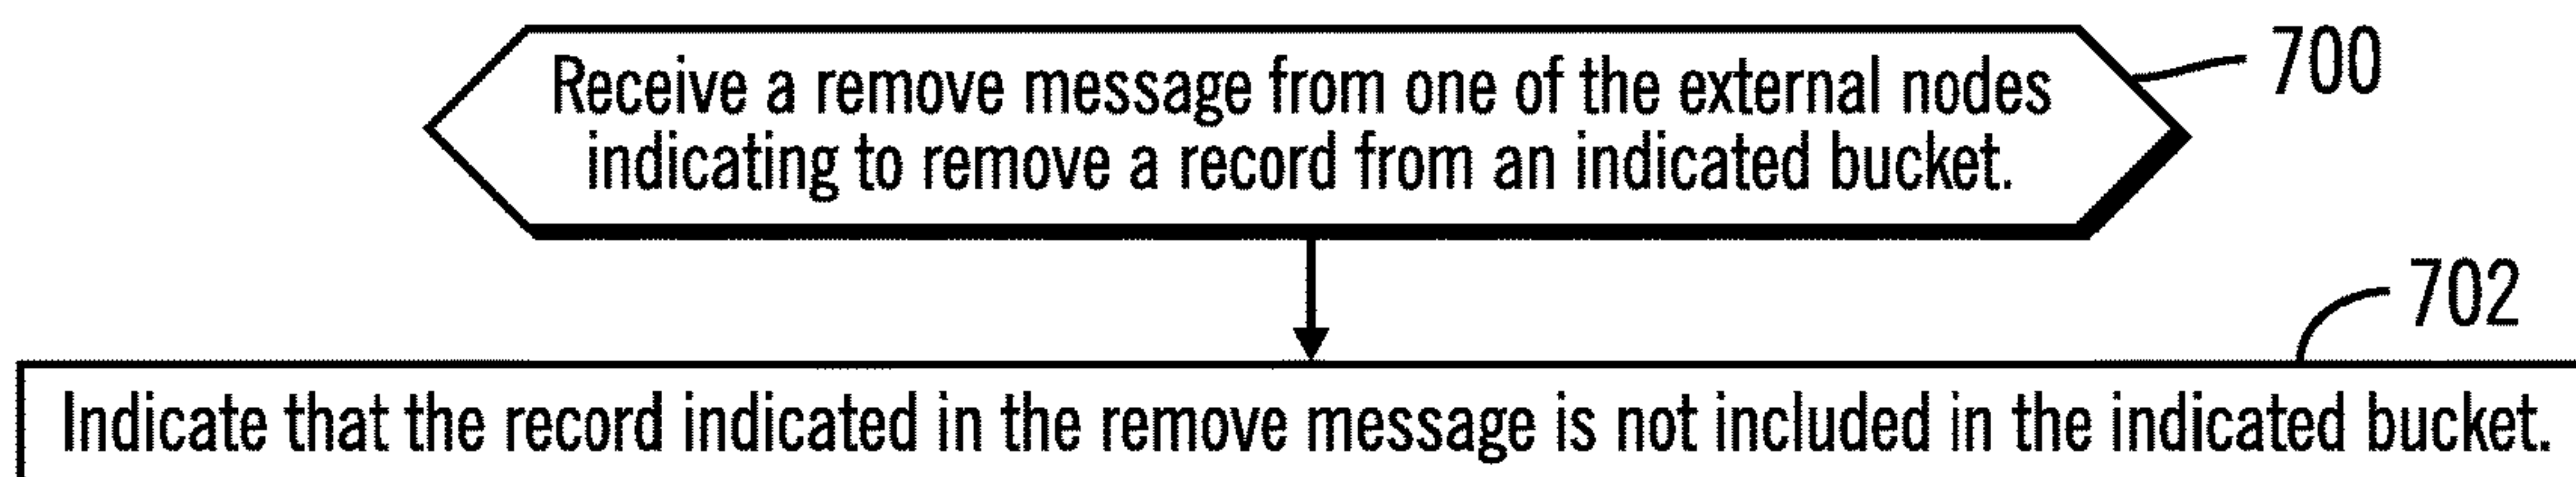 Receive a remove message from one of the external nodes
indicating to remove a record from an indicated bucket.
700
702
Indicate that the record indicated in the remove message is not included in the indicated bucket.